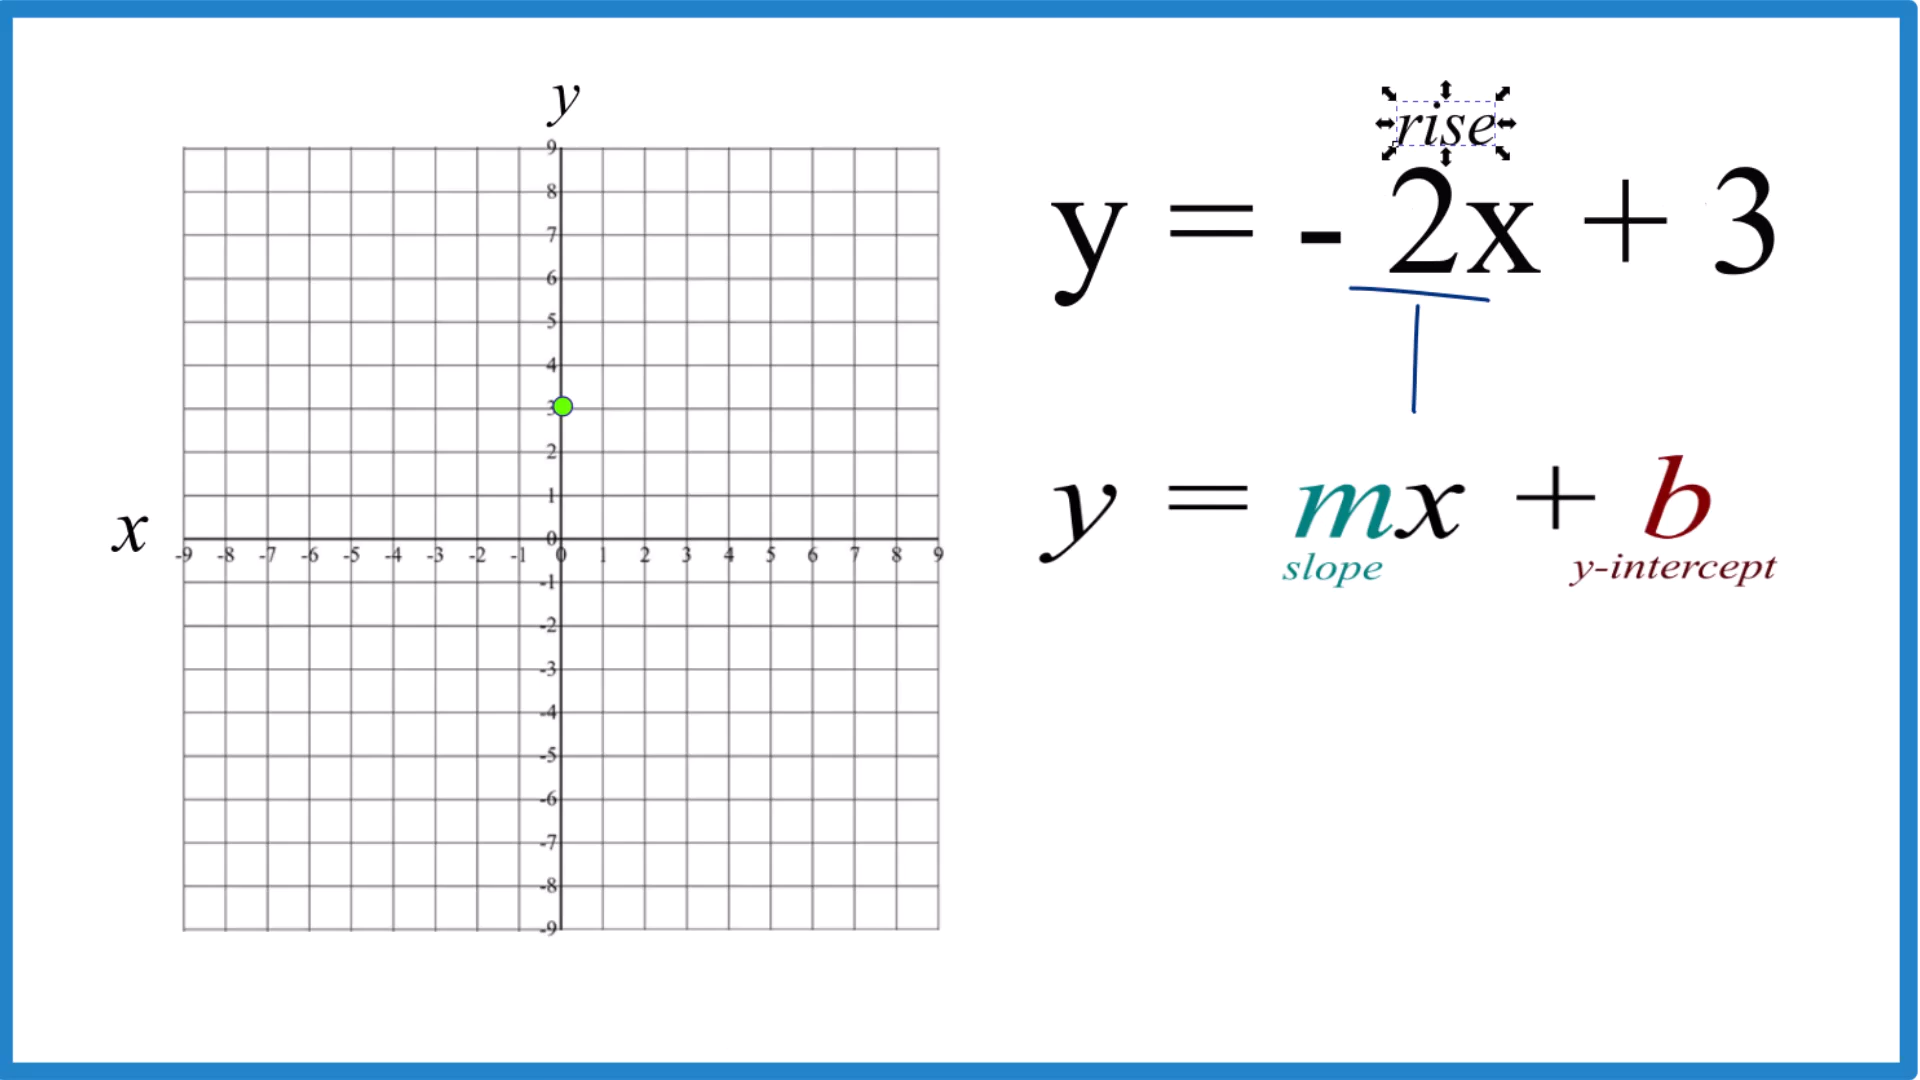 y
9
8
7
6
5
4
3
2
1
x
0
-9 -8 -7 -6 -5 -4 -3 -2 -1 0 1 2 3 4 5 6 7 8 9
-1
-2
-3
-4
-5
-6
-7
-8
-9
rise
y = - 2x + 3
1
y = mx + b
slope y-intercept